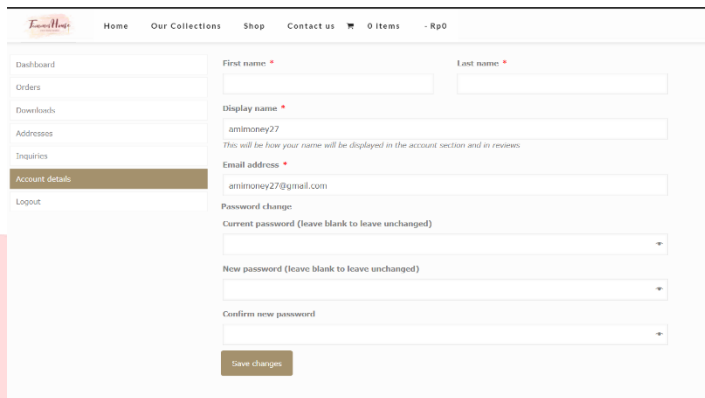 Home Our Collections Shop Contact us 0 items - Rp0
Dashboard
Orders
Downloads
Addresses
Inquiries
Account details
Logout
First name * Last name *
Display name *
amimoney27
This will be how your name will be displayed in the account section and in reviews
Email address *
amimoney27@gmail.com
Password change
Current password (leave blank to leave unchanged)
New password (leave blank to leave unchanged)
Confirm new password
Save changes